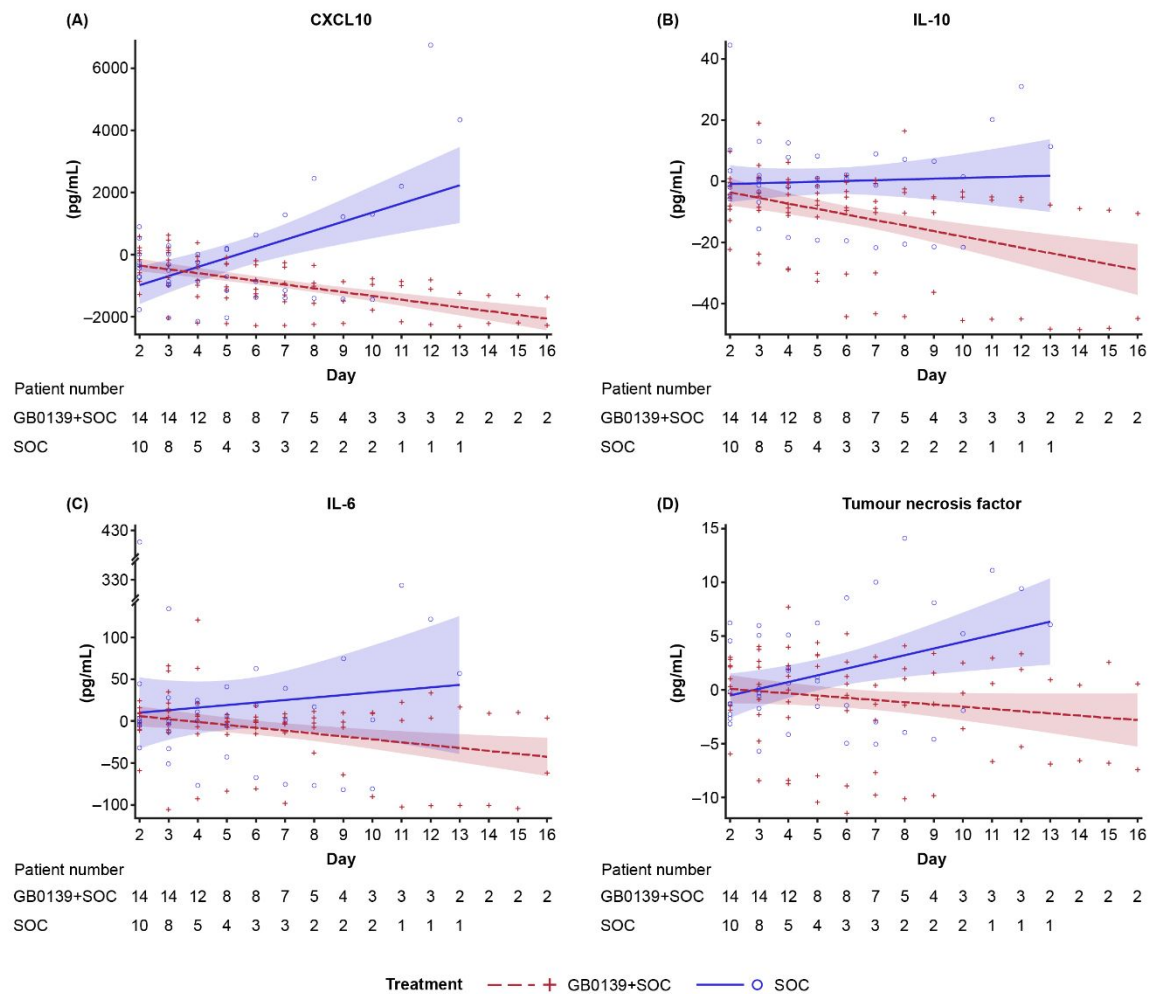 (A) CXCL10
6000
4000
2000
0
–2000
(pg/mL)
2 3 4 5 6 7 8 9 10 11 12 13 14 15 16
Day
Patient number
GB0139+SOC 14 14 12 8 8 7 5 4 3 3 3 2 2 2 2
SOC 10 8 5 4 3 3 2 2 2 1 1 1
(B) IL-10
40
20
0
–20
–40
(pg/mL)
2 3 4 5 6 7 8 9 10 11 12 13 14 15 16
Day
Patient number
GB0139+SOC 14 14 12 8 8 7 5 4 3 3 3 2 2 2 2
SOC 10 8 5 4 3 3 2 2 2 1 1 1
(C) IL-6
430
330
100
50
0
–50
–100
(pg/mL)
2 3 4 5 6 7 8 9 10 11 12 13 14 15 16
Day
Patient number
GB0139+SOC 14 14 12 8 8 7 5 4 3 3 3 2 2 2 2
SOC 10 8 5 4 3 3 2 2 2 1 1 1
(D) Tumour necrosis factor
15
10
5
0
–5
–10
(pg/mL)
2 3 4 5 6 7 8 9 10 11 12 13 14 15 16
Day
Patient number
GB0139+SOC 14 14 12 8 8 7 5 4 3 3 3 2 2 2 2
SOC 10 8 5 4 3 3 2 2 2 1 1 1
Treatment GB0139+SOC SOC